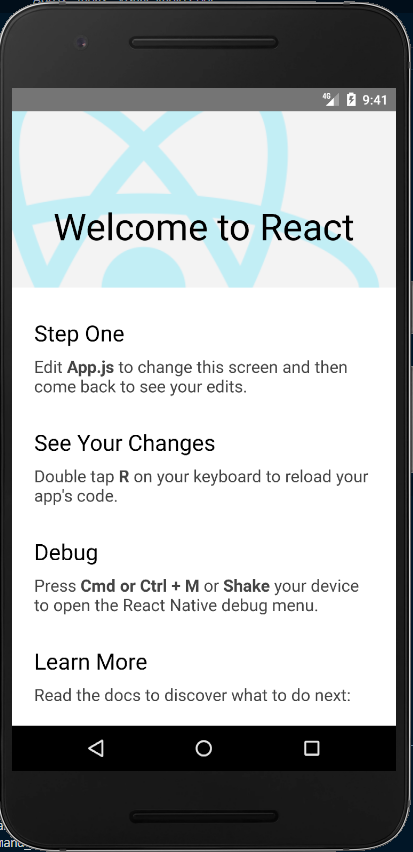 4G 9:41
Welcome to React
Step One
Edit App.js to change this screen and then
come back to see your edits.
See Your Changes
Double tap R on your keyboard to reload your
app's code.
Debug
Press Cmd or Ctrl + M or Shake your device
to open the React Native debug menu.
Learn More
Read the docs to discover what to do next: